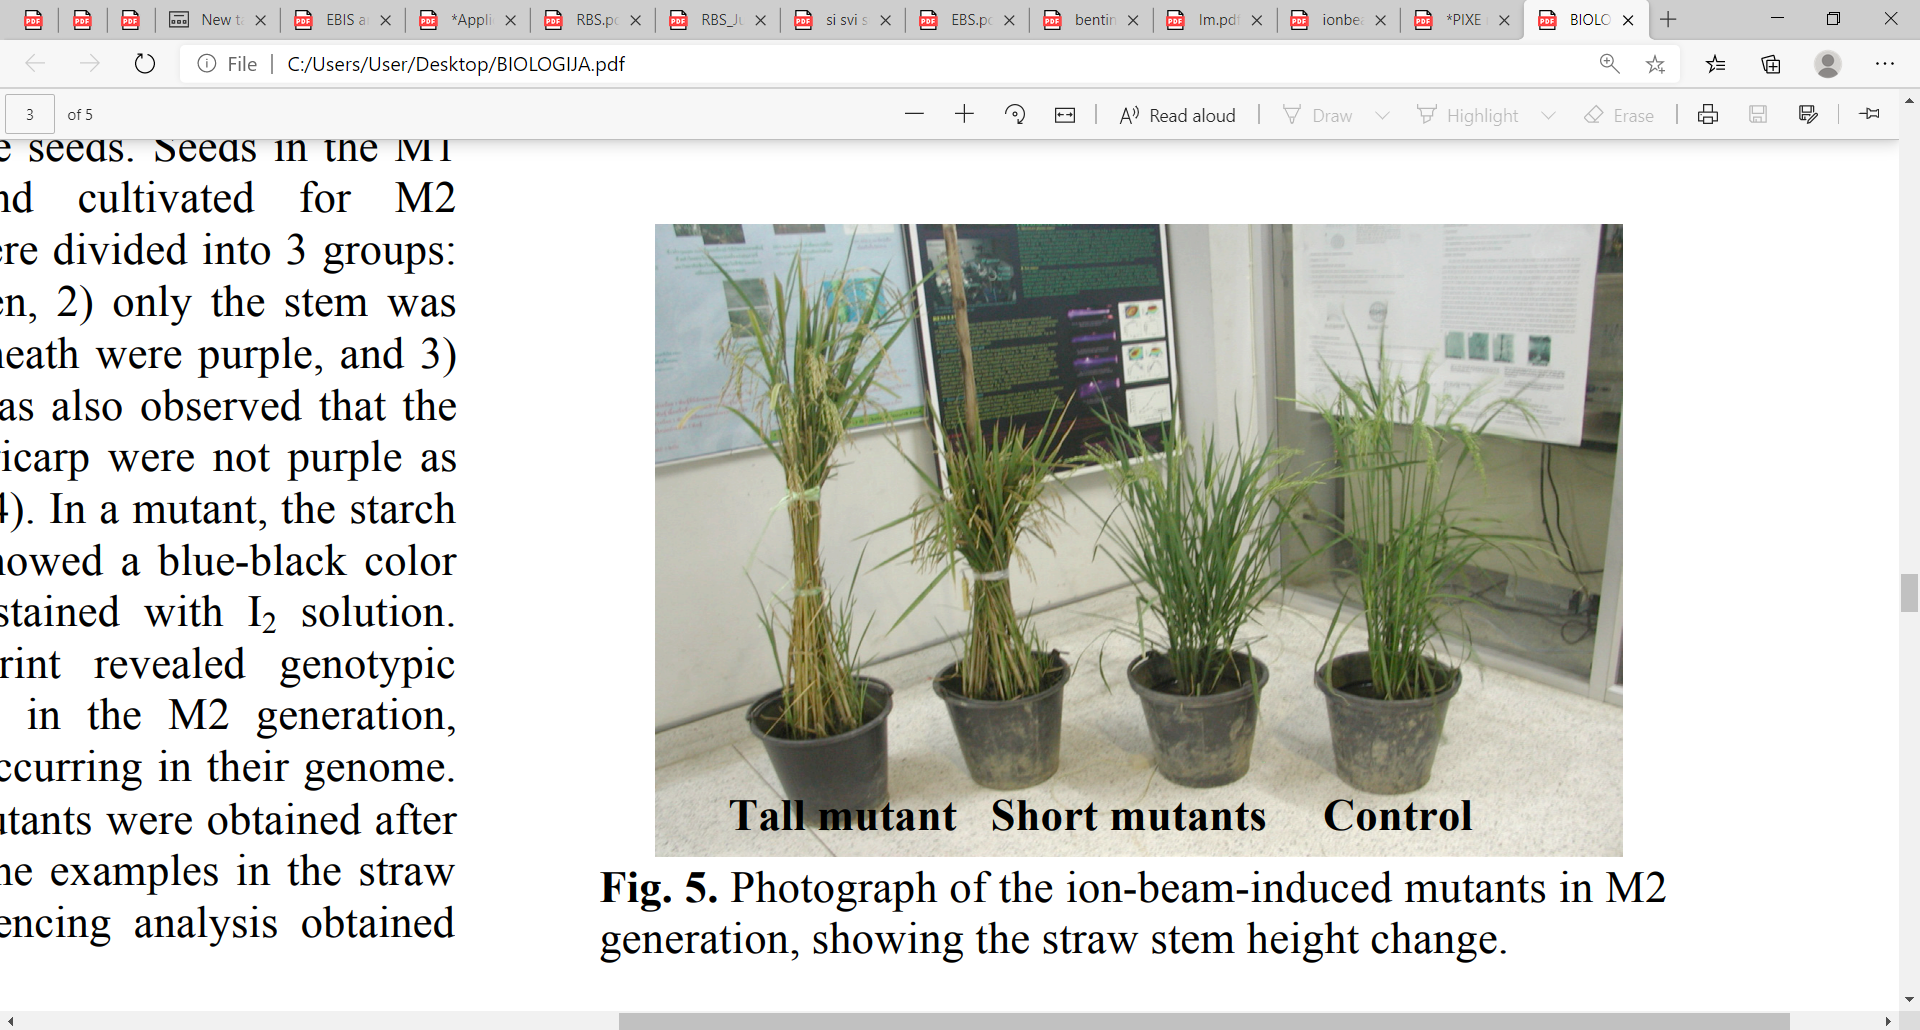 New ta
EBIS a
*Appli
RBS.pd
RBS_Ju
si svi s
EBS.pd
bentin
Im.pdf
ionbea
*PIXE
BIOLO
File
C:/Users/User/Desktop/BIOLOGIJA.pdf
3 of 5
Read aloud
Draw
Highlight
Erase
e seeds. Seeds in the M1
nd cultivated for M2
ere divided into 3 groups:
en, 2) only the stem was
heath were purple, and 3)
as also observed that the
icarp were not purple as
4). In a mutant, the starch
howed a blue-black color
stained with I₂ solution.
rint revealed genotypic
in the M2 generation,
ccurring in their genome.
utants were obtained after
ne examples in the straw
encing analysis obtained
Tall mutant Short mutants Control
Fig. 5. Photograph of the ion-beam-induced mutants in M2
generation, showing the straw stem height change.